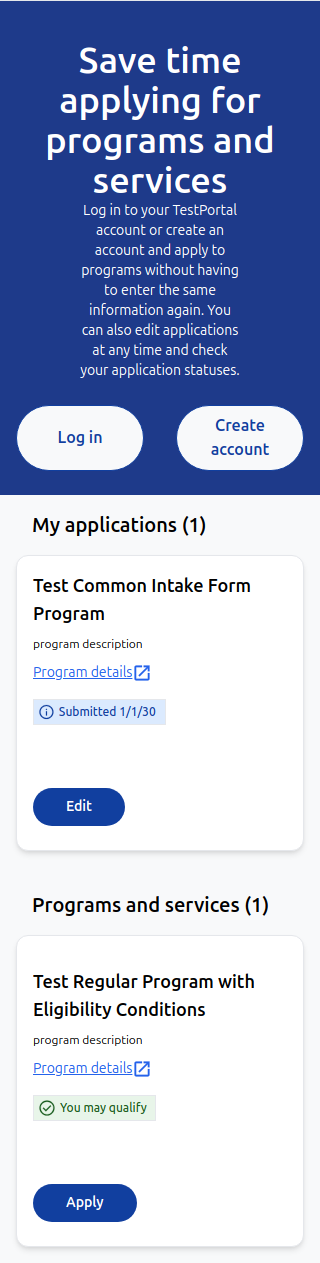 Save time
applying for
programs and
services
Log in to your TestPortal
account or create an
account and apply to
programs without having
to enter the same
information again. You
can also edit applications
at any time and check
your application statuses.
Log in
Create
account
My applications (1)
Test Common Intake Form
Program
program description
Program details
Submitted 1/1/30
Edit
Programs and services (1)
Test Regular Program with
Eligibility Conditions
program description
Program details
You may qualify
Apply